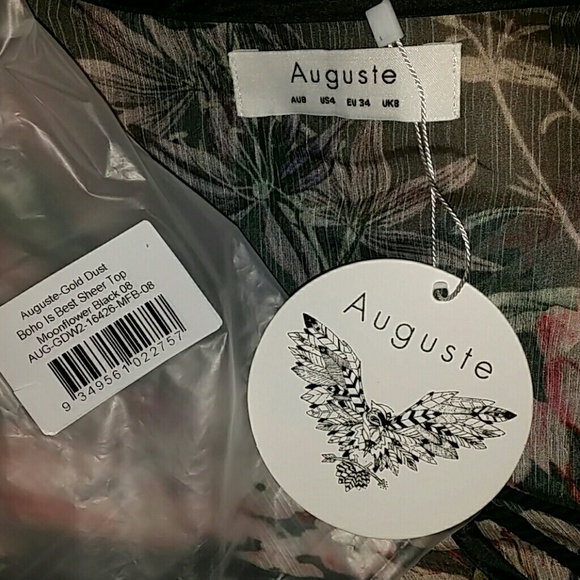 Auguste
AU8 US4 EU 34 UK8
Auguste
Auguste-Gold Dust
Boho Is Best Sheer Top
Moonflower Black 08
AUG-GDW2-16426-MFB-08
9 349561 022757